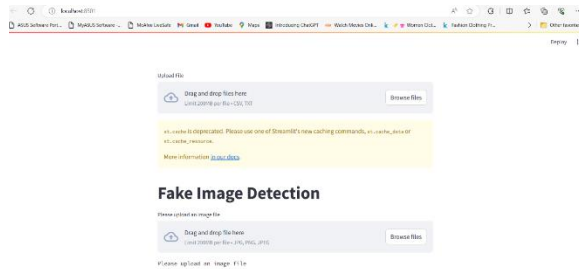 localhost:8501
ASUS Software Port... MyASUS Software ... McAfee LiveSafe Gmail YouTube Maps Introducing ChatGPT Watch Movies Onli... Women Clot... Fashion Clothing Fr... Other favorites
Deploy
Upload File
Drag and drop files here
Limit 200MB per file • CSV, TXT
Browse files
st.cache is deprecated. Please use one of Streamlit's new caching commands, st.cache_data or
st.cache_resource.
More information in our docs.
Fake Image Detection
Please upload an image file
Drag and drop file here
Limit 200MB per file • JPG, PNG, JPEG
Browse files
Please upload an image file